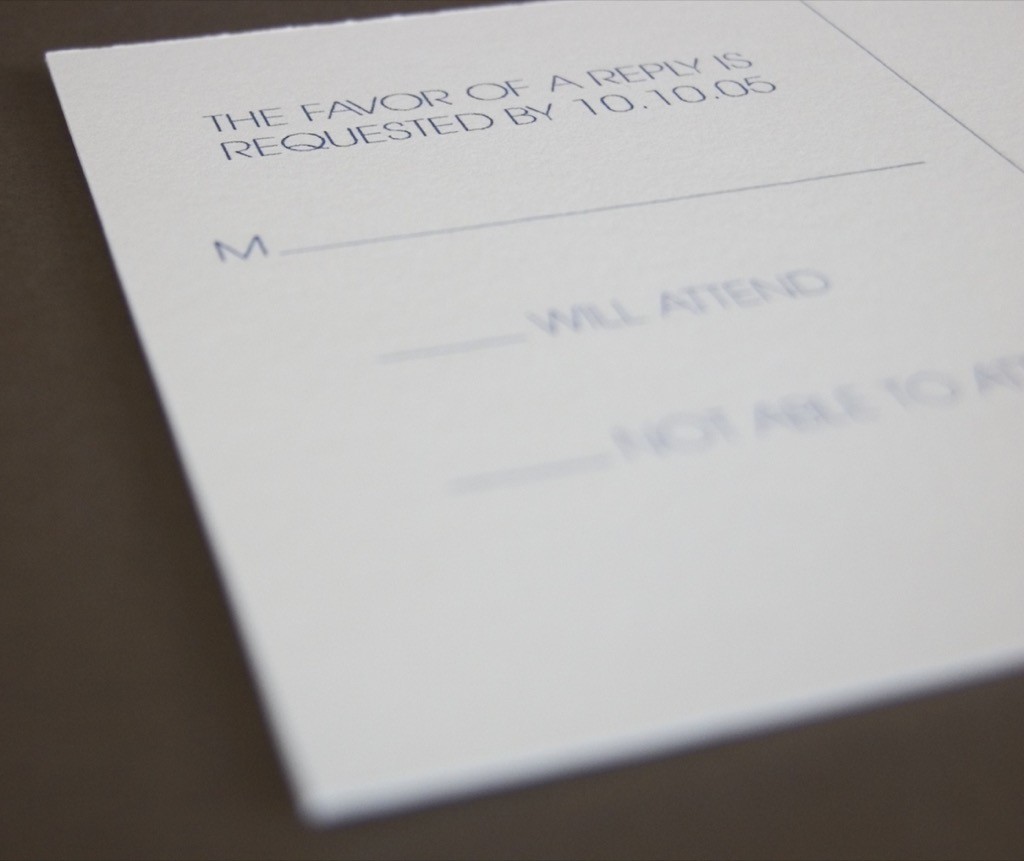 THE FAVOR OF A REPLY IS
REQUESTED BY 10.10.05
M
WILL ATTEND
NOT ABLE TO